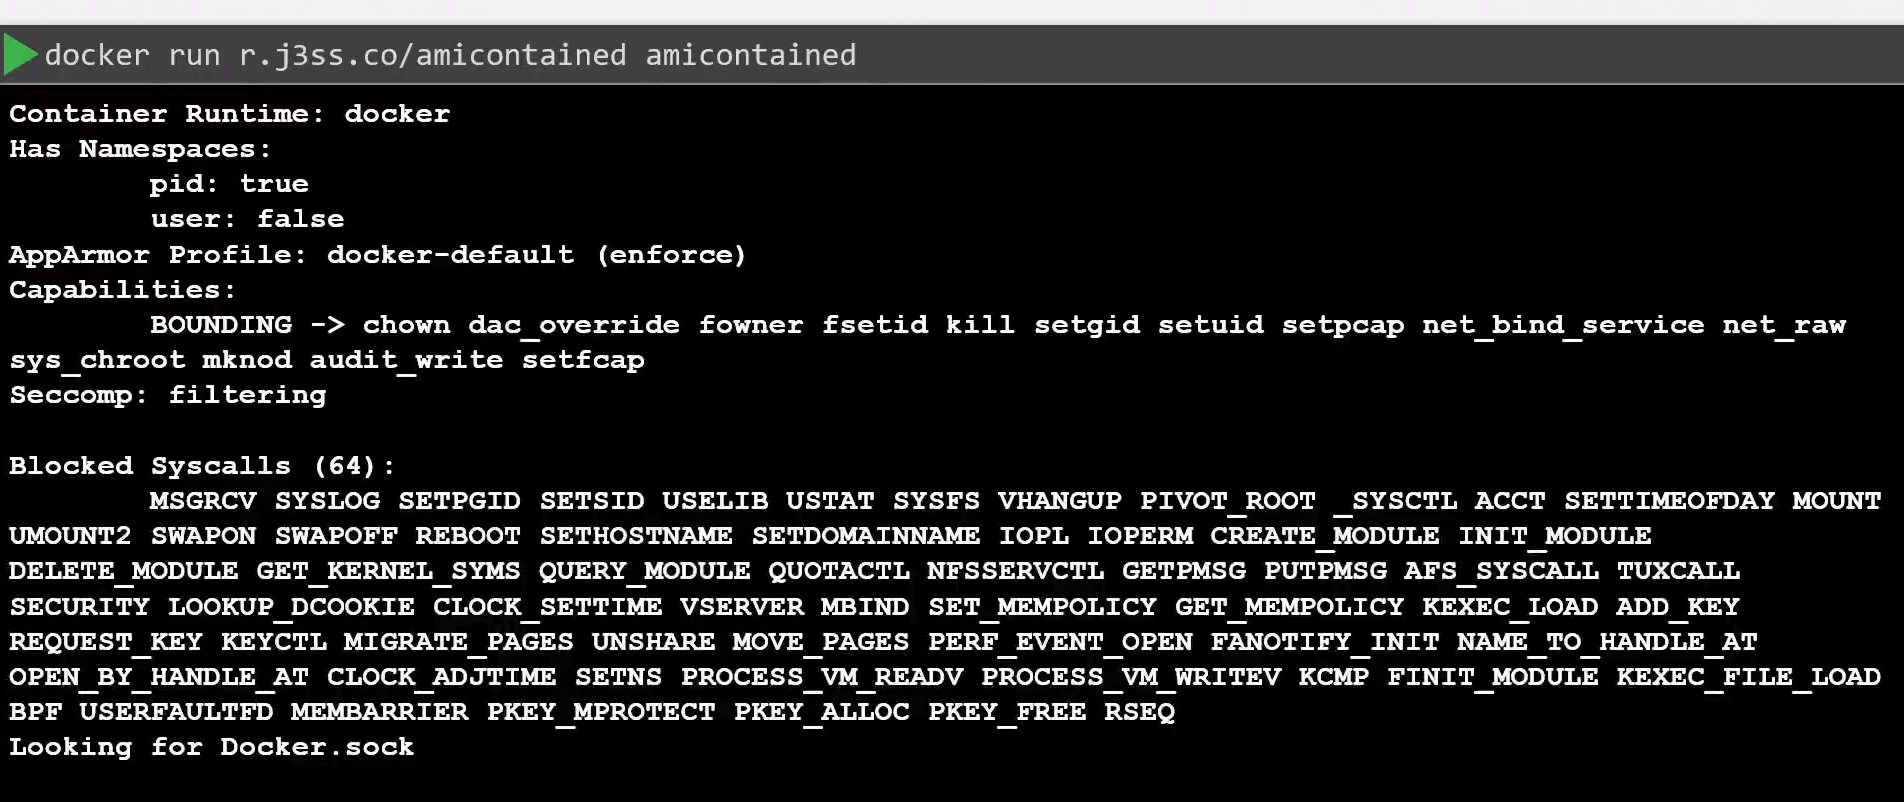 docker run r.j3ss.co/amicontained amicontained
Container Runtime: docker
Has Namespaces:
pid: true
user: false
AppArmor Profile: docker-default (enforce)
Capabilities:
BOUNDING -> chown dac_override fowner fsetid kill setgid setuid setpcap net_bind_service net_raw
sys_chroot mknod audit_write setfcap
Seccomp: filtering
Blocked Syscalls (64):
MSGRCV SYSLOG SETPGID SETSID USELIB USTAT SYSFS VHANGUP PIVOT_ROOT _SYSCTL ACCT SETTIMEOFDAY MOUNT
UMOUNT2 SWAPON SWAPOFF REBOOT SETHOSTNAME SETDOMAINNAME IOPL IOPERM CREATE_MODULE INIT_MODULE
DELETE_MODULE GET_KERNEL_SYMS QUERY_MODULE QUOTACTL NFSSERVCTL GETPMSG PUTPMSG AFS_SYSCALL TUXCALL
SECURITY LOOKUP_DCOOKIE CLOCK_SETTIME VSERVER MBIND SET_MEMPOLICY GET_MEMPOLICY KEXEC_LOAD ADD_KEY
REQUEST_KEY KEYCTL MIGRATE_PAGES UNSHARE MOVE_PAGES PERF_EVENT_OPEN FANOTIFY_INIT NAME_TO_HANDLE_AT
OPEN_BY_HANDLE_AT CLOCK_ADJTIME SETNS PROCESS_VM_READV PROCESS_VM_WRITEV KCMP FINIT_MODULE KEXEC_FILE_LOAD
BPF USERFAULTFD MEMBARRIER PKEY_MPROTECT PKEY_ALLOC PKEY_FREE RSEQ
Looking for Docker.sock